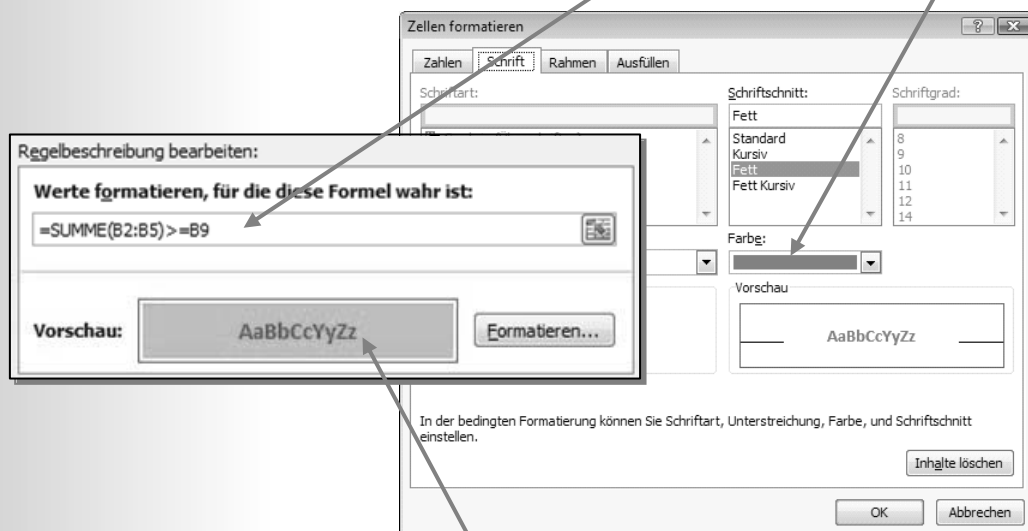 Zellen formatieren
Zahlen Schrift Rahmen Ausfüllen
Schriftart: Schriftschnitt: Schriftgrad:
Fett
Standard
Kursiv
Fett
Fett Kursiv
8
9
10
11
12
14
Regelbeschreibung bearbeiten:
Werte formatieren, für die diese Formel wahr ist:
=SUMME(B2:B5)>=B9
Vorschau: AaBbCcYyZz Formatieren...
Farbe:
Vorschau
AaBbCcYyZz
In der bedingten Formatierung können Sie Schriftart, Unterstreichung, Farbe, und Schriftschnitt
einstellen.
Inhalte löschen
OK Abbrechen